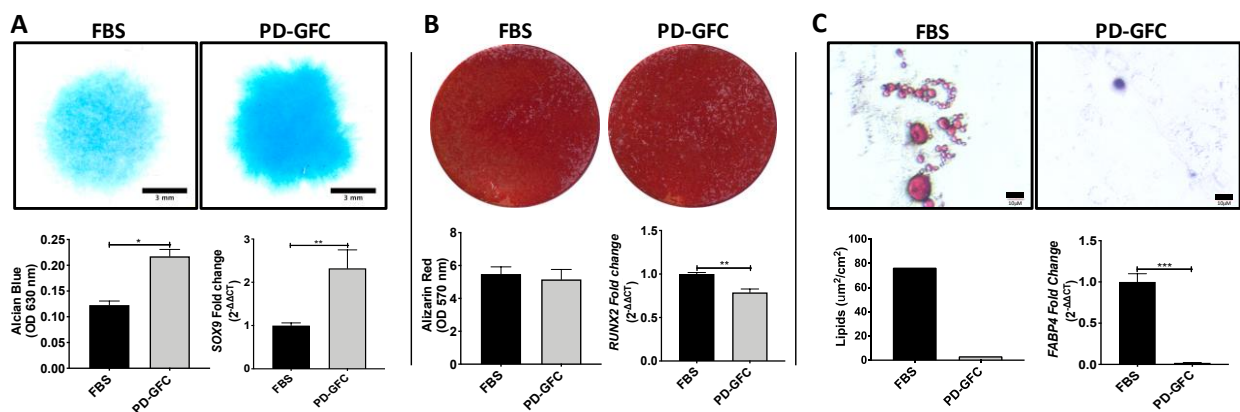 A
FBS
PD-GFC
3 mm
3 mm
Alcian Blue
(OD 630 nm)
0.25
0.20
0.15
0.10
0.05
0.00
*
FBS
PD-GFC
SOX9 Fold change
(2-ΔΔCT)
3
2
1
0
**
FBS
PD-GFC
B
FBS
PD-GFC
Alizarin Red
(OD 570 nm)
8
6
4
2
0
FBS
PD-GFC
RUNX2 Fold change
(2-ΔΔCT)
1.5
1.0
0.5
0.0
**
FBS
PD-GFC
C
FBS
PD-GFC
10μM
10μM
Lipids (um²/cm²)
80
60
40
20
0
FBS
PD-GFC
FABP4 Fold Change
(2-ΔΔCT)
1.5
1.0
0.5
0.0
***
FBS
PD-GFC